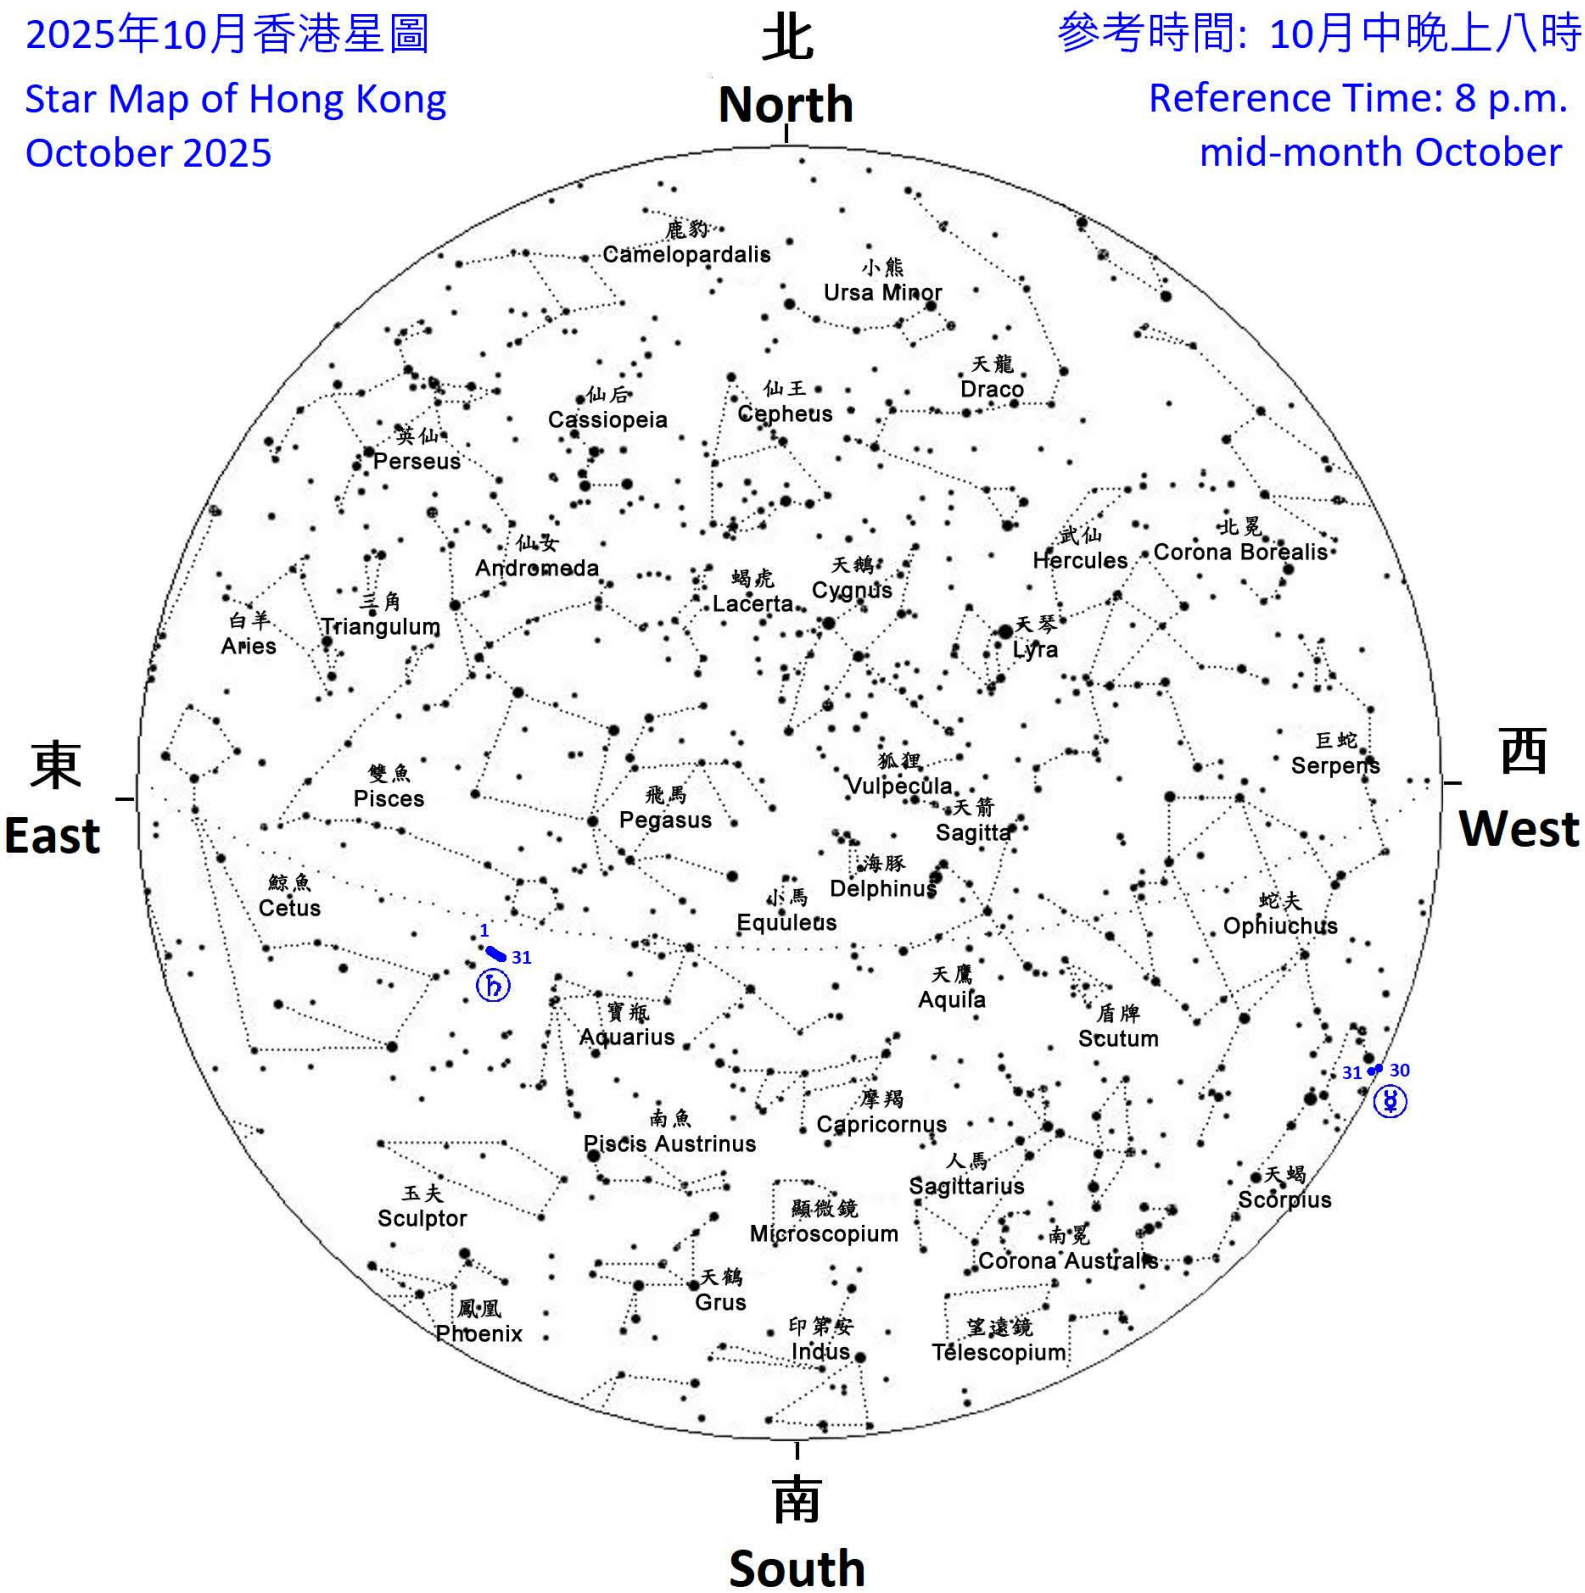 2025年10月香港星圖
Star Map of Hong Kong
October 2025
北
North
參考時間: 10月中晚上八時
Reference Time: 8 p.m.
mid-month October
鹿豹
Camelopardalis
小熊
Ursa Minor
天龍
Draco
仙后
Cassiopeia
仙王
Cepheus
英仙
Perseus
仙女
Andromeda
蝎虎
Lacerta
天鵝
Cygnus
武仙
Hercules
北冕
Corona Borealis
白羊
Aries
三角
Triangulum
天琴
Lyra
東
East
西
West
雙魚
Pisces
飛馬
Pegasus
狐狸
Vulpecula
天箭
Sagitta
巨蛇
Serpens
鯨魚
Cetus
小馬
Equuleus
海豚
Delphinus
蛇夫
Ophiuchus
1
31
♄
寶瓶
Aquarius
天鷹
Aquila
盾牌
Scutum
31
30
☿
南魚
Piscis Austrinus
摩羯
Capricornus
人馬
Sagittarius
天蝎
Scorpius
玉夫
Sculptor
顯微鏡
Microscopium
南冕
Corona Australis
鳳凰
Phoenix
天鶴
Grus
印第安
Indus
望遠鏡
Telescopium
南
South